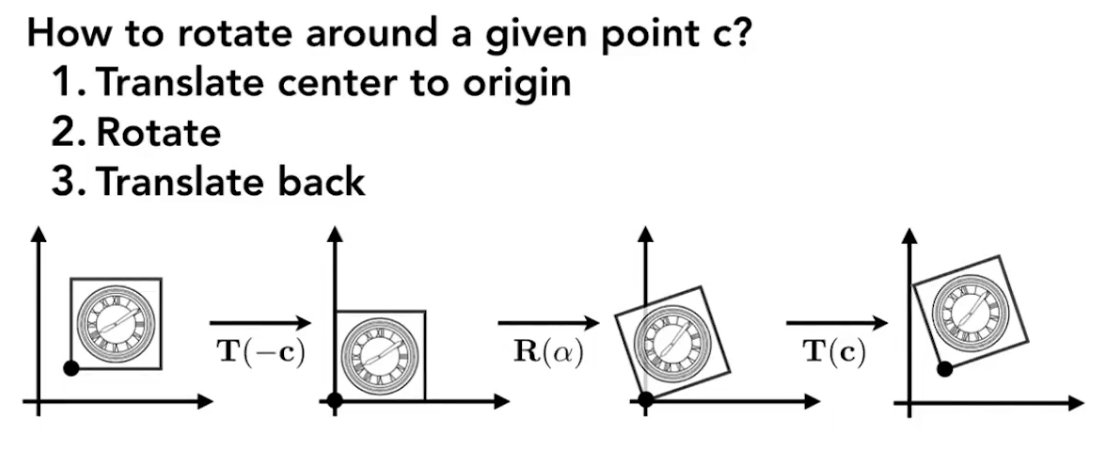 How to rotate around a given point c?
1. Translate center to origin
2. Rotate
3. Translate back
T(−c)
R(α)
T(c)